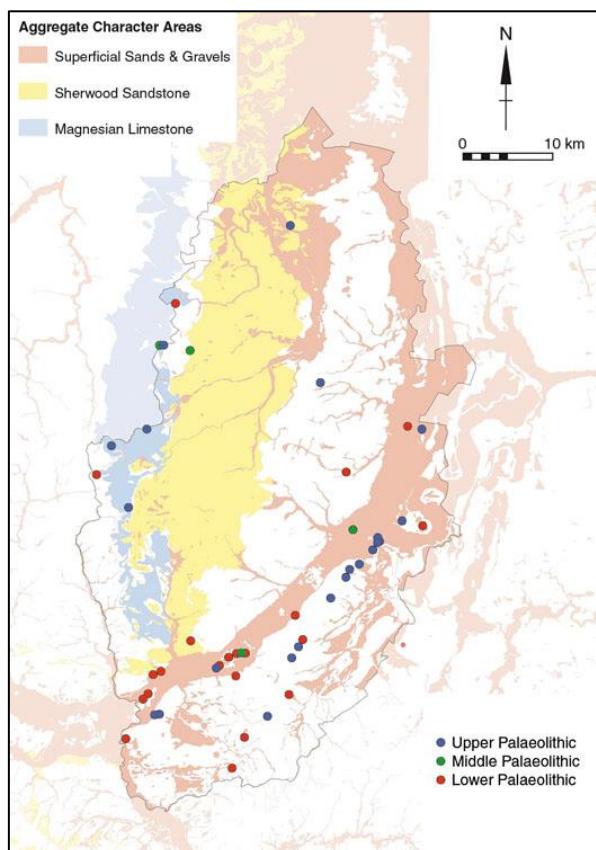 Aggregate Character Areas
Superficial Sands & Gravels
Sherwood Sandstone
Magnesian Limestone
N
0 10 km
Upper Palaeolithic
Middle Palaeolithic
Lower Palaeolithic